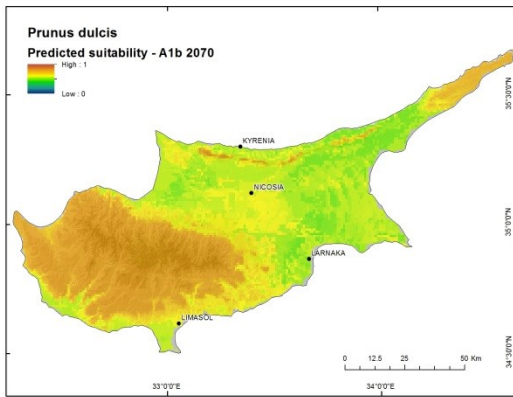 Prunus dulcis
Predicted suitability - A1b 2070
High : 1
Low : 0
KYRENIA
NICOSIA
LARNAKA
LIMASOL
35°30'0"N
35°0'0"N
34°30'0"N
0 12.5 25 50 Km
33°0'0"E 34°0'0"E